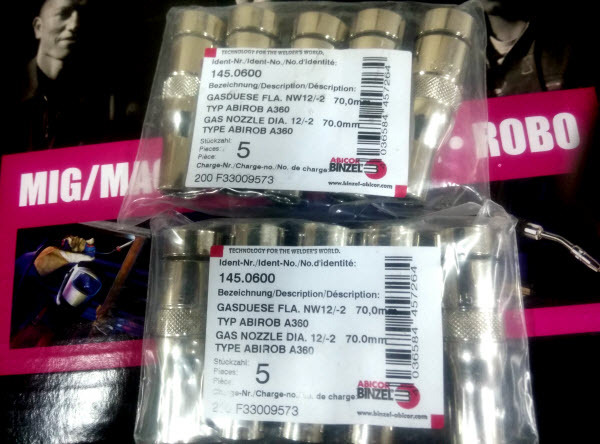 TECHNOLOGY FOR THE WELDER'S WORLD.
Ident-Nr./Ident-No./No.d'identité:
145.0600
Bezeichnung/Description/Déscription:
GASDUESE FLA. NW12/-2 70,0mm
TYP ABIROB A360
GAS NOZZLE DIA. 12/-2 70.0mm
TYPE ABIROB A360
Stückzahl:
Pieces:
Pièce:
5
Charge-Nr./Charge-no./No. de charge
200 F33009573
036584 457264
ABICOR
BINZEL
www.binzel-abicor.com
MIG/MA
ROBO
TECHNOLOGY FOR THE WELDER'S WORLD.
Ident-Nr./Ident-No./No.d'identité:
145.0600
Bezeichnung/Description/Déscription:
GASDUESE FLA. NW12/-2 70,0mm
TYP ABIROB A360
GAS NOZZLE DIA. 12/-2 70.0mm
TYPE ABIROB A360
Stückzahl:
Pieces:
Pièce:
5
Charge-Nr./Charge-no./No. de charge
200 F33009573
036584 457264
ABICOR
BINZEL
www.binzel-abicor.com